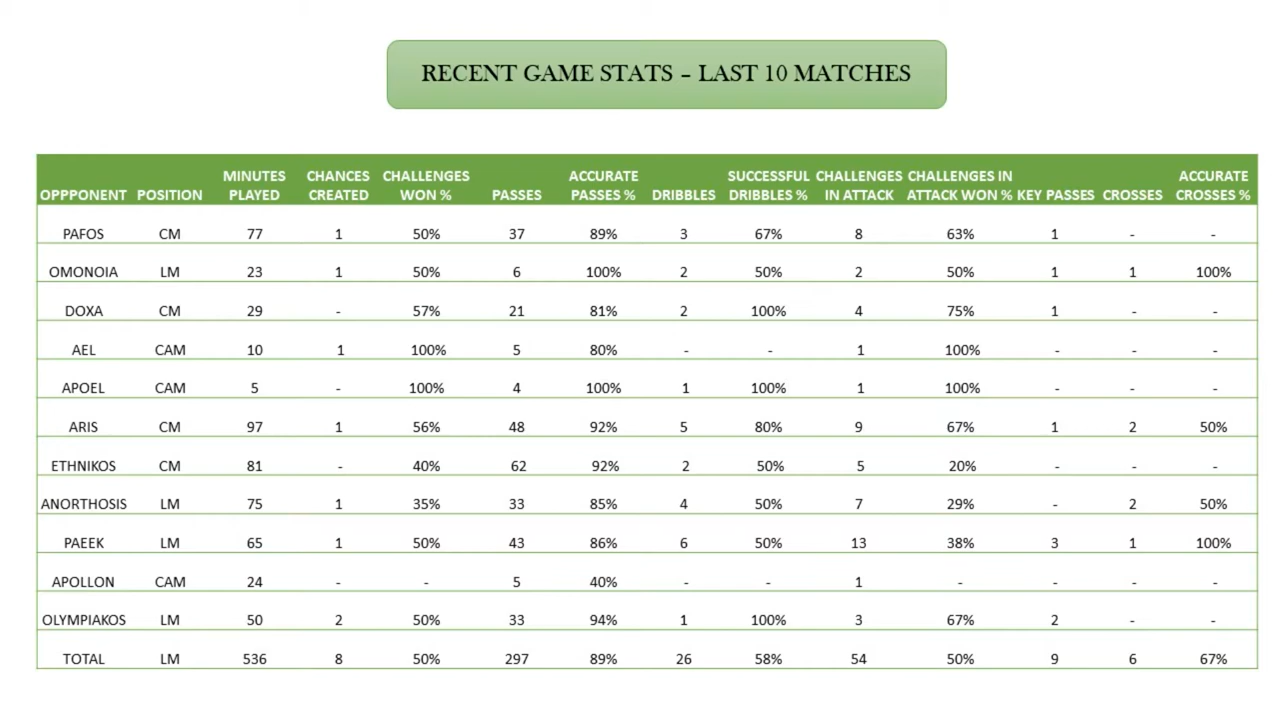 RECENT GAME STATS – LAST 10 MATCHES
OPPPONENT POSITION MINUTES PLAYED CHANCES CREATED CHALLENGES WON % PASSES ACCURATE PASSES % DRIBBLES SUCCESSFUL DRIBBLES % CHALLENGES IN ATTACK CHALLENGES IN ATTACK WON % KEY PASSES CROSSES ACCURATE CROSSES %
PAFOS CM 77 1 50% 37 89% 3 67% 8 63% 1 - -
OMONOIA LM 23 1 50% 6 100% 2 50% 2 50% 1 1 100%
DOXA CM 29 - 57% 21 81% 2 100% 4 75% 1 - -
AEL CAM 10 1 100% 5 80% - - 1 100% - - -
APOEL CAM 5 - 100% 4 100% 1 100% 1 100% - - -
ARIS CM 97 1 56% 48 92% 5 80% 9 67% 1 2 50%
ETHNIKOS CM 81 - 40% 62 92% 2 50% 5 20% - - -
ANORTHOSIS LM 75 1 35% 33 85% 4 50% 7 29% - 2 50%
PAEEK LM 65 1 50% 43 86% 6 50% 13 38% 3 1 100%
APOLLON CAM 24 - - 5 40% - - 1 - - - -
OLYMPIAKOS LM 50 2 50% 33 94% 1 100% 3 67% 2 - -
TOTAL LM 536 8 50% 297 89% 26 58% 54 50% 9 6 67%